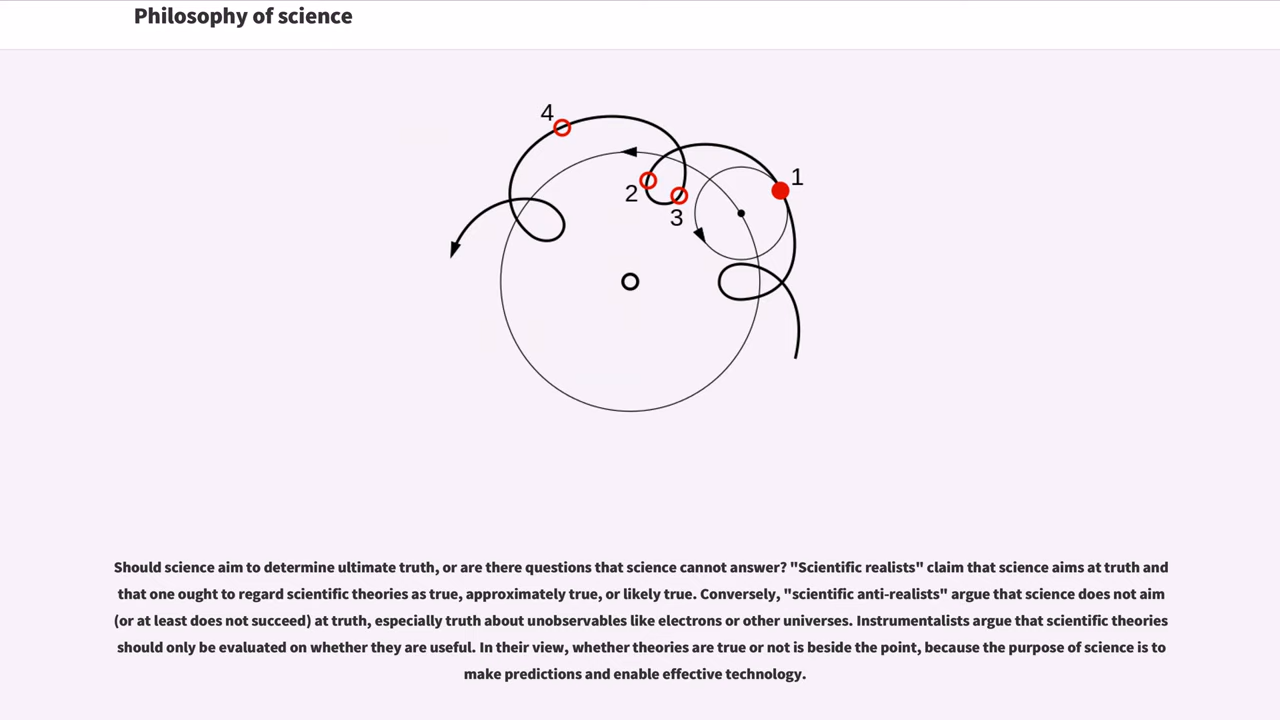 Philosophy of science
4
1
2
3
Should science aim to determine ultimate truth, or are there questions that science cannot answer? "Scientific realists" claim that science aims at truth and
that one ought to regard scientific theories as true, approximately true, or likely true. Conversely, "scientific anti-realists" argue that science does not aim
(or at least does not succeed) at truth, especially truth about unobservables like electrons or other universes. Instrumentalists argue that scientific theories
should only be evaluated on whether they are useful. In their view, whether theories are true or not is beside the point, because the purpose of science is to
make predictions and enable effective technology.